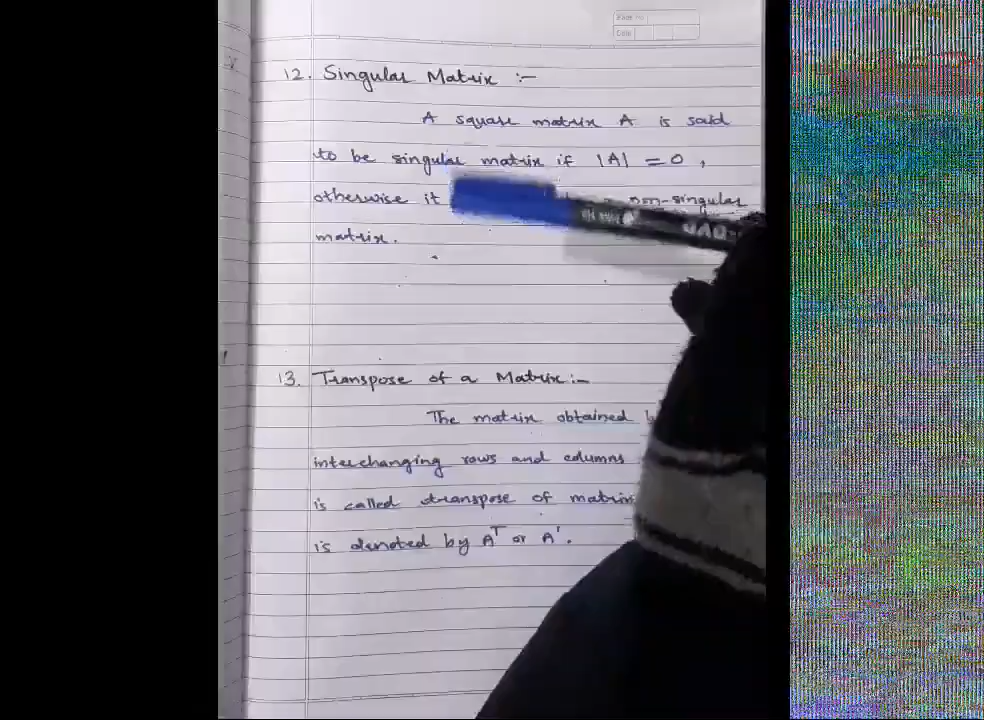 12. Singular Matrix :-
A square matrix A is said
to be singular matrix if |A| = 0 ,
otherwise it non-singular
matrix.
13. Transpose of a Matrix:-
The matrix obtained
interchanging rows and columns
is called transpose of matrix
is denoted by Aᵀ or A'.